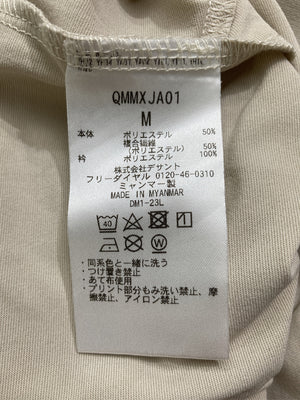 QMMXJA01
M
本体 ポリエステル 50%
複合繊維
(ポリエステル) 50%
衿 ポリエステル 100%
株式会社デサント
フリーダイヤル 0120-46-0310
ミャンマー製
MADE IN MYANMAR
DM1-23L
40
W
・同系色と一緒に洗う
・つけ置き禁止
・あて布使用
・プリント部分もみ洗い禁止、摩
擦禁止、アイロン禁止